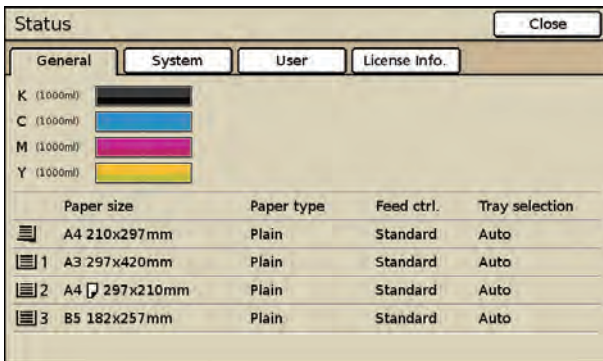 Status Close
General System User License Info.
K (1000ml)
C (1000ml)
M (1000ml)
Y (1000ml)
Paper size Paper type Feed ctrl. Tray selection
A4 210x297mm Plain Standard Auto
1 A3 297x420mm Plain Standard Auto
2 A4 297x210mm Plain Standard Auto
3 B5 182x257mm Plain Standard Auto